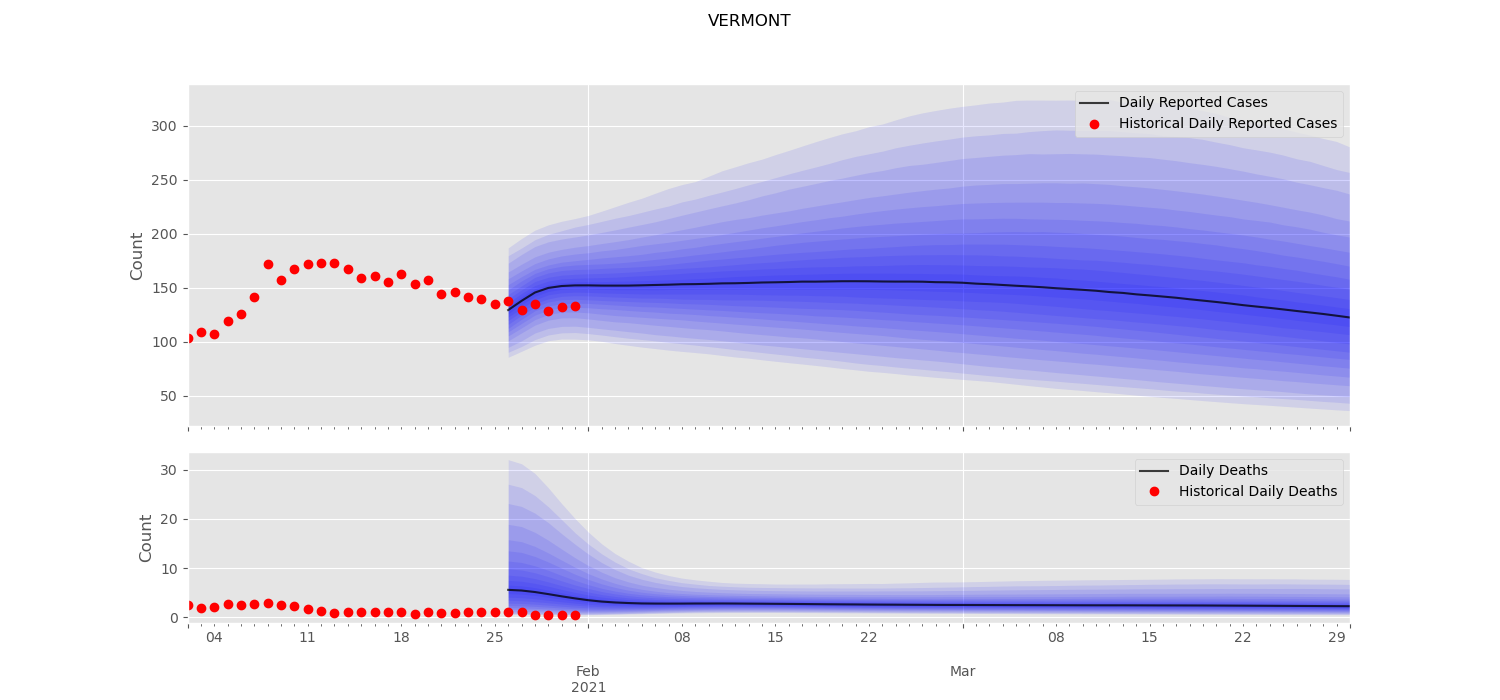 VERMONT
Daily Reported Cases
Historical Daily Reported Cases
Count
300
250
200
150
100
50
Daily Deaths
Historical Daily Deaths
Count
30
20
10
0
04 11 18 25 08 15 22 08 15 22 29
Feb Mar
2021